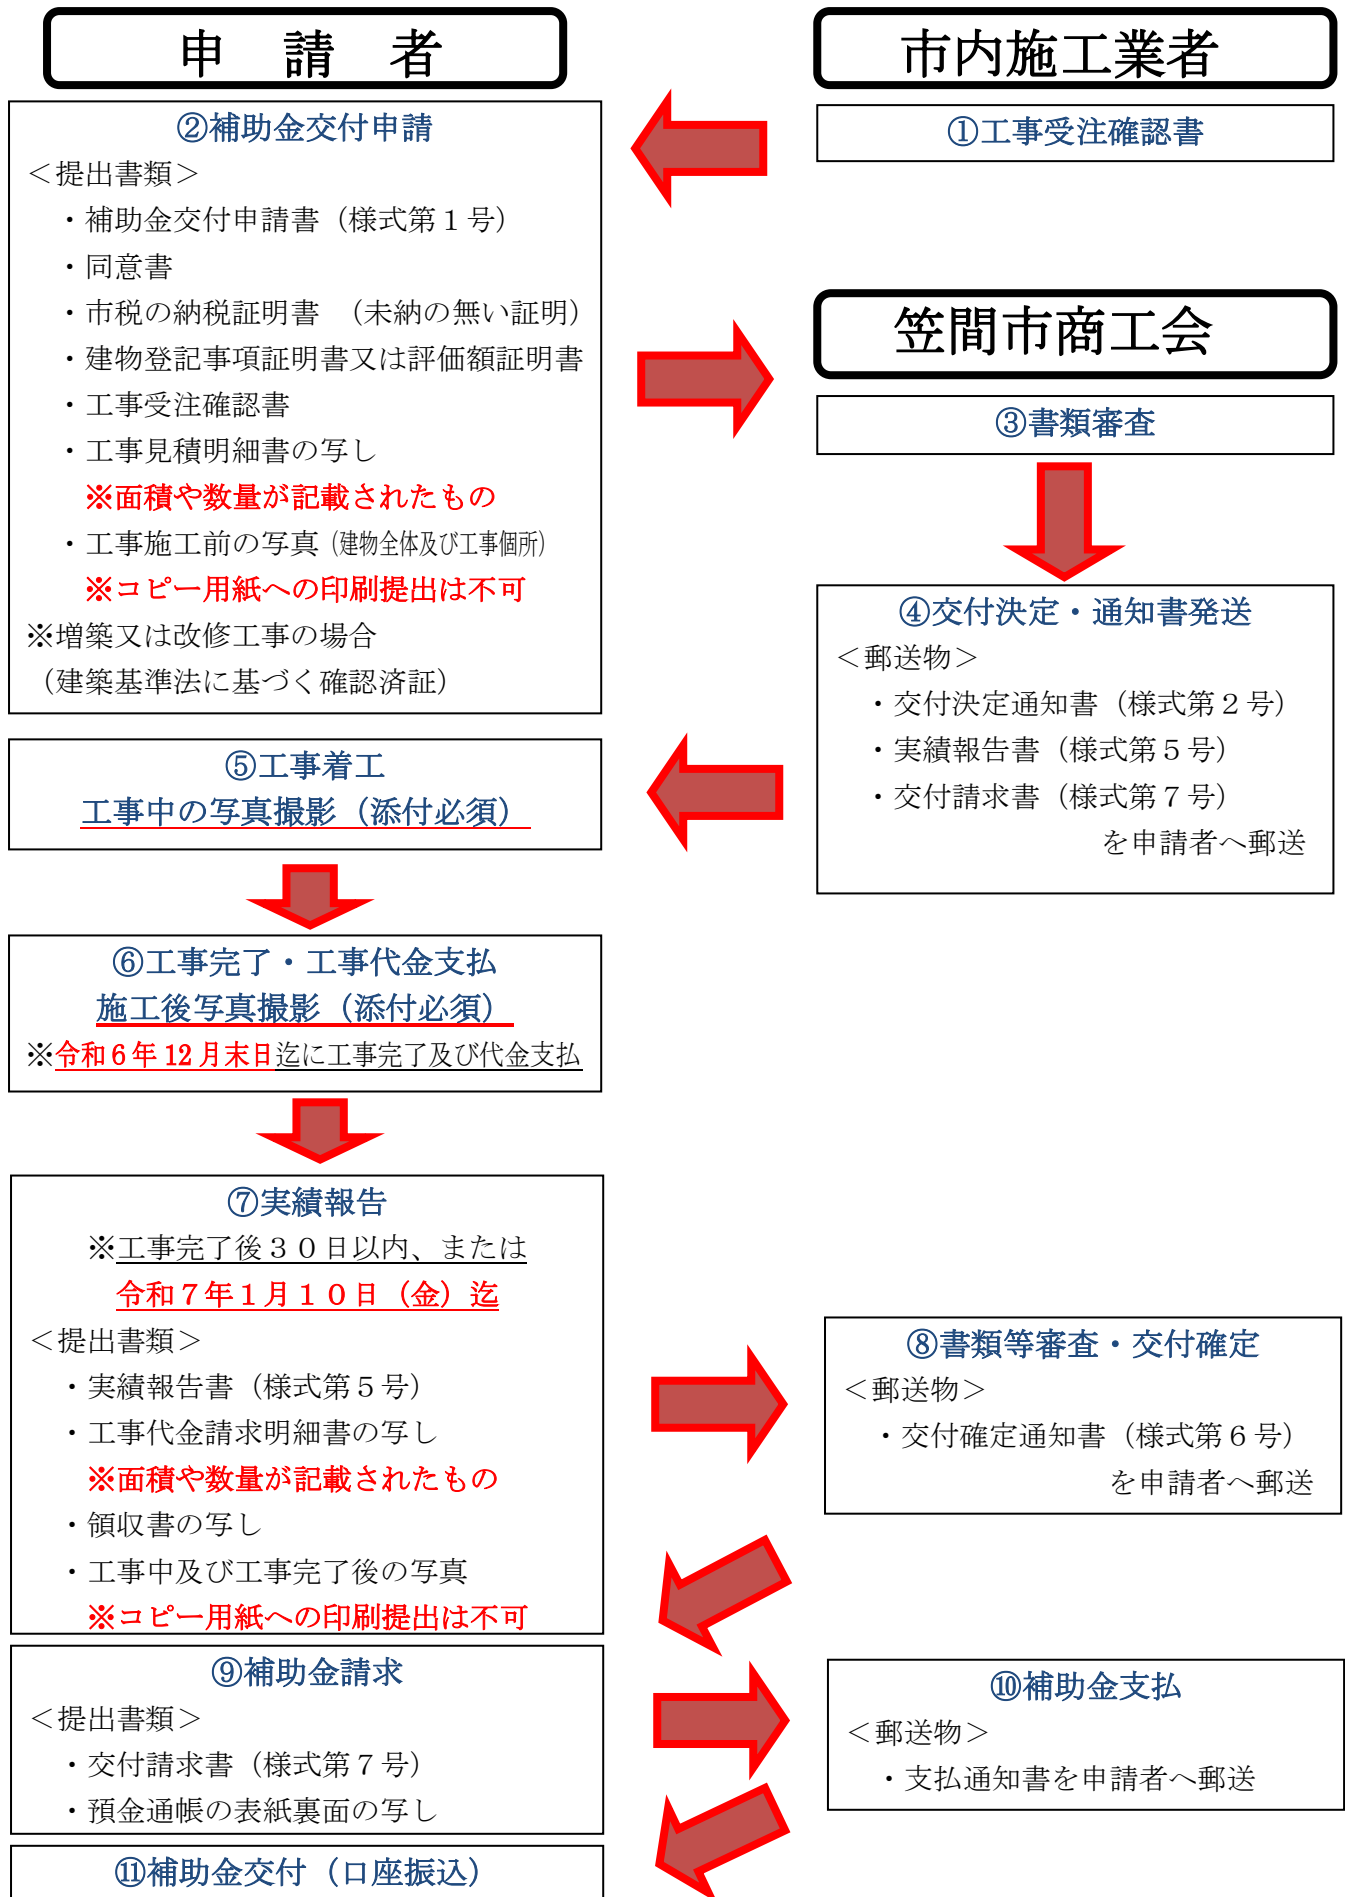 申　請　者
市内施工業者
①工事受注確認書
②補助金交付申請
＜提出書類＞
・補助金交付申請書（様式第１号）
・同意書
・市税の納税証明書　（未納の無い証明）
・建物登記事項証明書又は評価額証明書
・工事受注確認書
・工事見積明細書の写し
※面積や数量が記載されたもの
・工事施工前の写真（建物全体及び工事個所）
※コピー用紙への印刷提出は不可
※増築又は改修工事の場合
（建築基準法に基づく確認済証）
笠間市商工会
③書類審査
④交付決定・通知書発送
＜郵送物＞
・交付決定通知書（様式第２号）
・実績報告書（様式第５号）
・交付請求書（様式第７号）
を申請者へ郵送
⑤工事着工
工事中の写真撮影（添付必須）
⑥工事完了・工事代金支払
施工後写真撮影（添付必須）
※令和６年12月末日迄に工事完了及び代金支払
⑦実績報告
※工事完了後３０日以内、または
令和７年１月１０日（金）迄
＜提出書類＞
・実績報告書（様式第５号）
・工事代金請求明細書の写し
※面積や数量が記載されたもの
・領収書の写し
・工事中及び工事完了後の写真
※コピー用紙への印刷提出は不可
⑧書類等審査・交付確定
＜郵送物＞
・交付確定通知書（様式第６号）
を申請者へ郵送
⑨補助金請求
＜提出書類＞
・交付請求書（様式第７号）
・預金通帳の表紙裏面の写し
⑩補助金支払
＜郵送物＞
・支払通知書を申請者へ郵送
⑪補助金交付（口座振込）